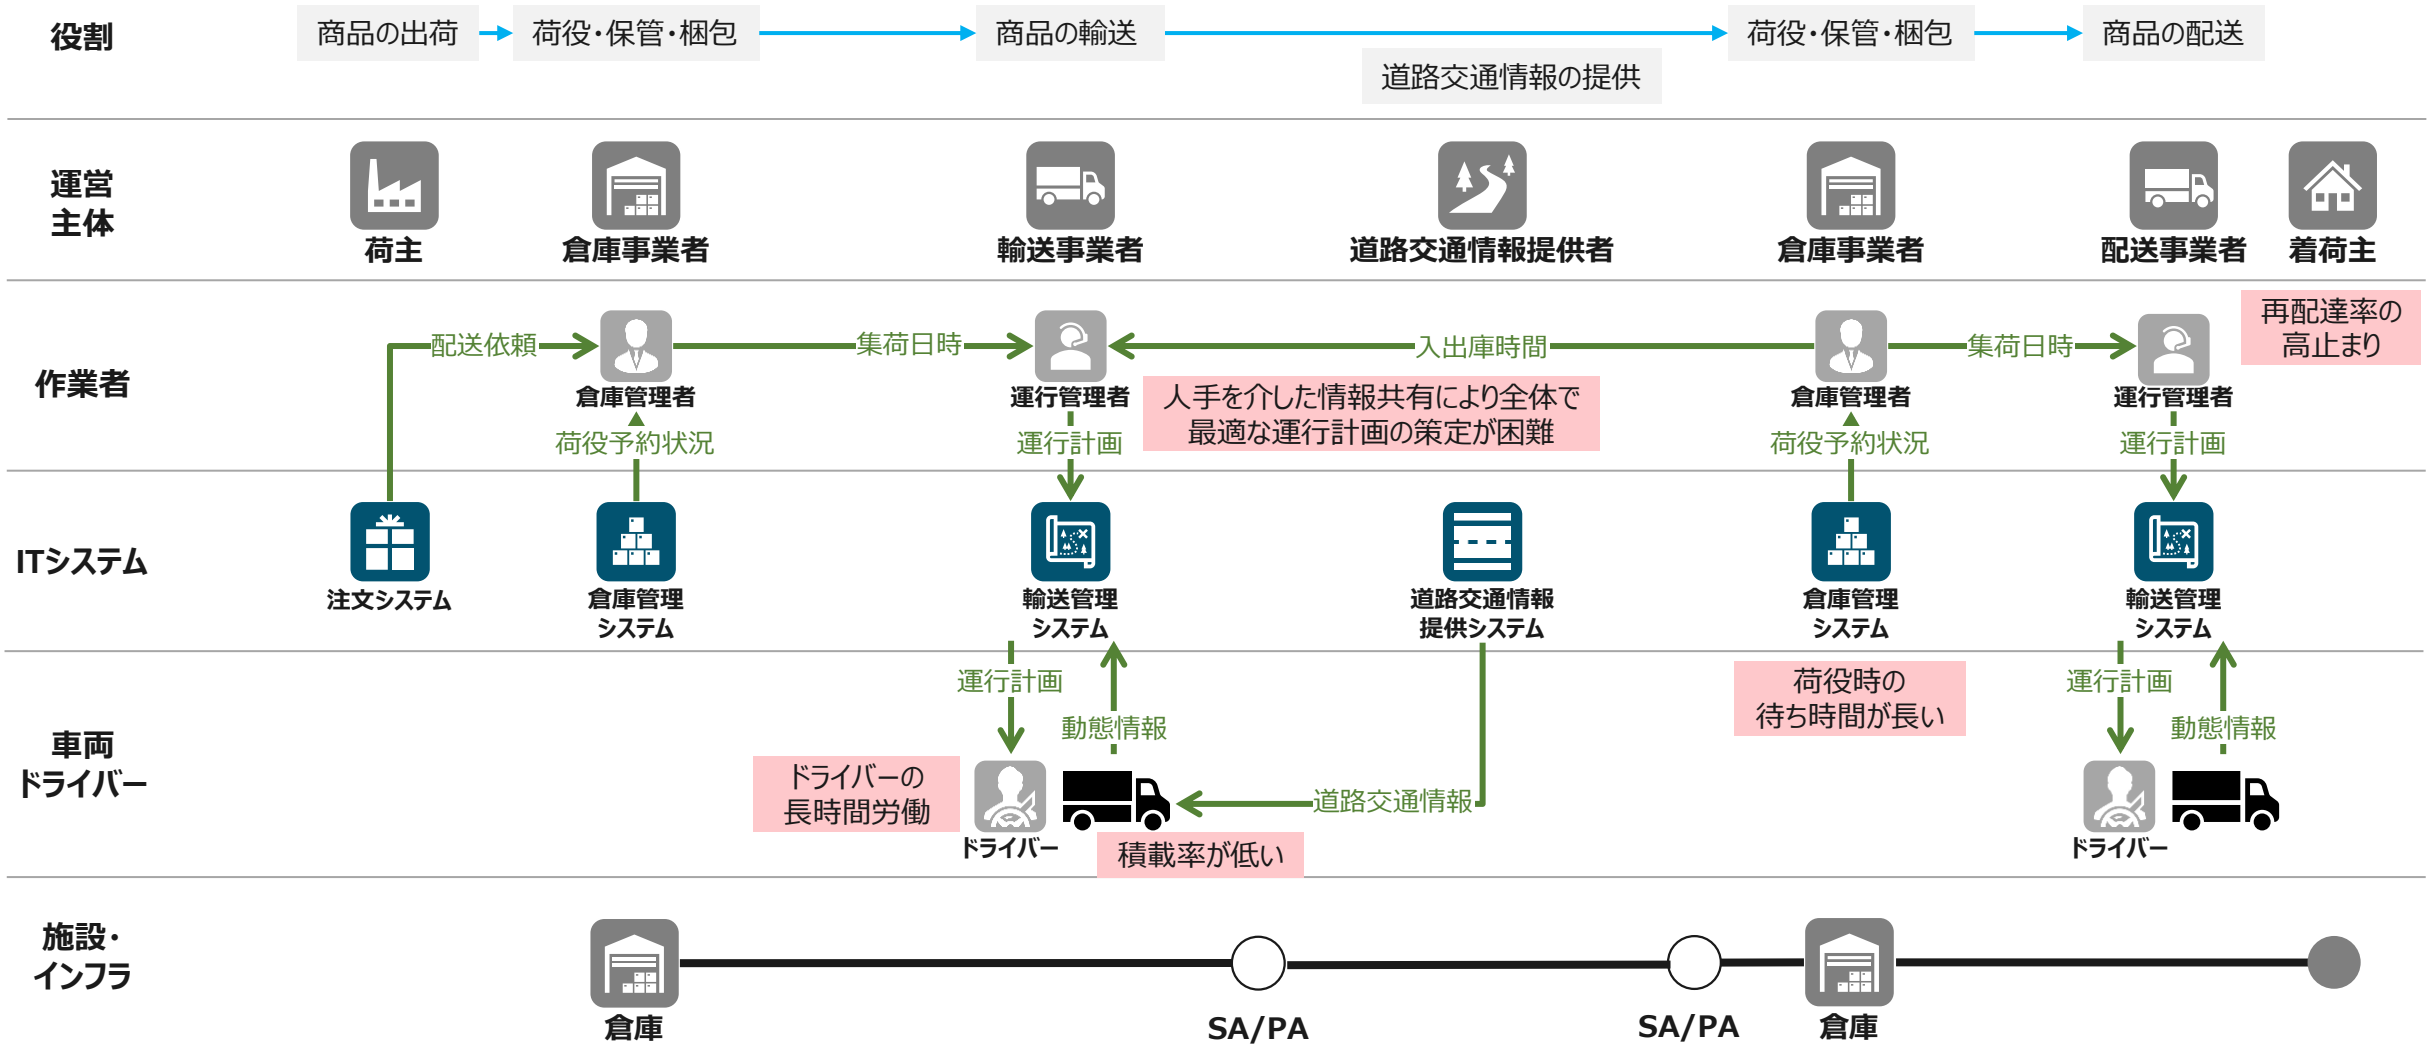 役割
商品の出荷
荷役・保管・梱包
商品の輸送
道路交通情報の提供
荷役・保管・梱包
商品の配送
運営
主体
荷主
倉庫事業者
輸送事業者
道路交通情報提供者
倉庫事業者
配送事業者
着荷主
作業者
配送依頼
倉庫管理者
荷役予約状況
集荷日時
運行管理者
運行計画
入出庫時間
人手を介した情報共有により全体で
最適な運行計画の策定が困難
倉庫管理者
荷役予約状況
集荷日時
運行管理者
運行計画
再配達率の
高止まり
ITシステム
注文システム
倉庫管理
システム
輸送管理
システム
道路交通情報
提供システム
倉庫管理
システム
輸送管理
システム
車両
ドライバー
運行計画
動態情報
ドライバーの
長時間労働
ドライバー
積載率が低い
道路交通情報
荷役時の
待ち時間が長い
運行計画
動態情報
ドライバー
施設・
インフラ
倉庫
SA/PA
SA/PA
倉庫